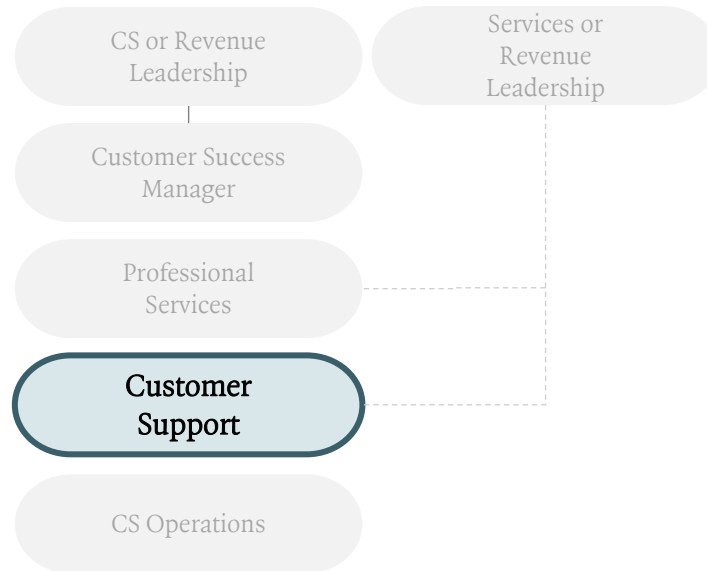 CS or Revenue
Leadership
Services or
Revenue
Leadership
Customer Success
Manager
Professional
Services
Customer
Support
CS Operations